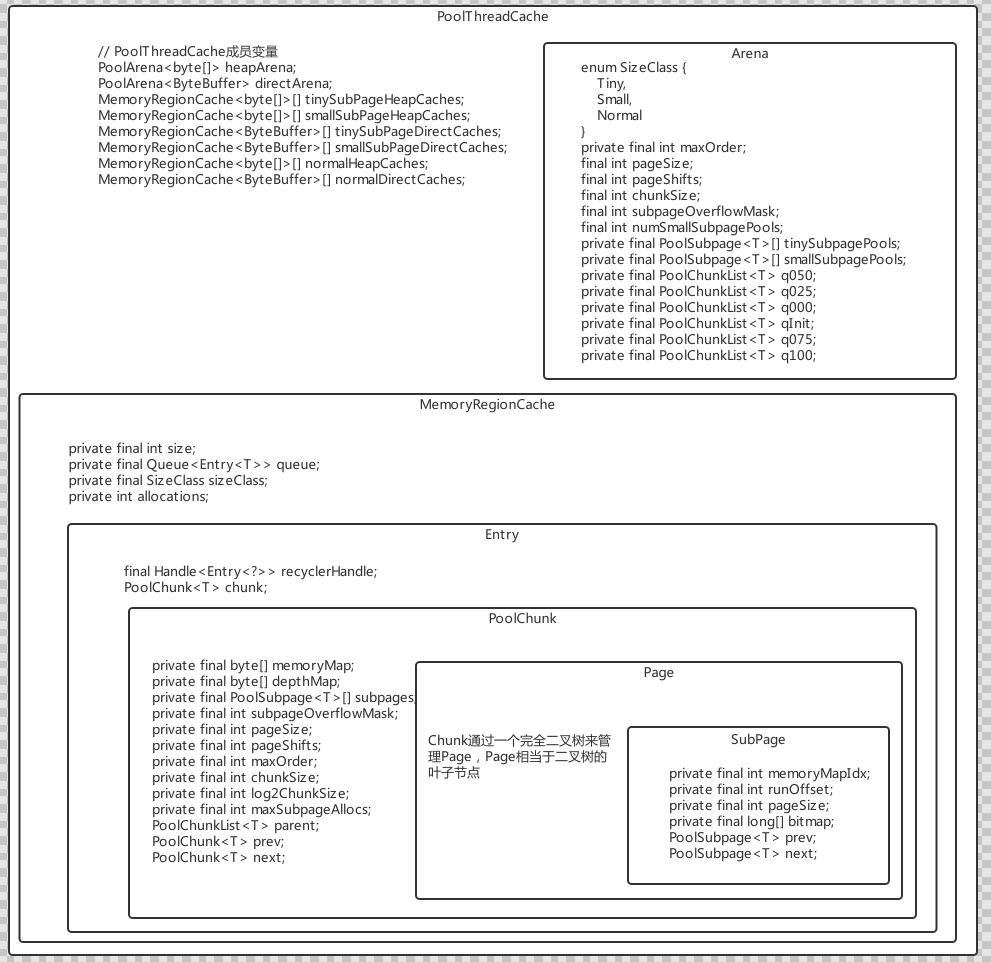 PoolThreadCache
// PoolThreadCache成员变量
PoolArena<byte[]> heapArena;
PoolArena<ByteBuffer> directArena;
MemoryRegionCache<byte[]>[] tinySubPageHeapCaches;
MemoryRegionCache<byte[]>[] smallSubPageHeapCaches;
MemoryRegionCache<ByteBuffer>[] tinySubPageDirectCaches;
MemoryRegionCache<ByteBuffer>[] smallSubPageDirectCaches;
MemoryRegionCache<byte[]>[] normalHeapCaches;
MemoryRegionCache<ByteBuffer>[] normalDirectCaches;
Arena
enum SizeClass {
Tiny,
Small,
Normal
}
private final int maxOrder;
final int pageSize;
final int pageShifts;
final int chunkSize;
final int subpageOverflowMask;
final int numSmallSubpagePools;
private final PoolSubpage<T>[] tinySubpagePools;
private final PoolSubpage<T>[] smallSubpagePools;
private final PoolChunkList<T> q050;
private final PoolChunkList<T> q025;
private final PoolChunkList<T> q000;
private final PoolChunkList<T> qInit;
private final PoolChunkList<T> q075;
private final PoolChunkList<T> q100;
MemoryRegionCache
private final int size;
private final Queue<Entry<T>> queue;
private final SizeClass sizeClass;
private int allocations;
Entry
final Handle<Entry<?>> recyclerHandle;
PoolChunk<T> chunk;
PoolChunk
private final byte[] memoryMap;
private final byte[] depthMap;
private final PoolSubpage<T>[] subpages;
private final int subpageOverflowMask;
private final int pageSize;
private final int pageShifts;
private final int maxOrder;
private final int chunkSize;
private final int log2ChunkSize;
private final int maxSubpageAllocs;
PoolChunkList<T> parent;
PoolChunk<T> prev;
PoolChunk<T> next;
Page
Chunk通过一个完全二叉树来管
理Page，Page相当于二叉树的
叶子节点
SubPage
private final int memoryMapIdx;
private final int runOffset;
private final int pageSize;
private final long[] bitmap;
PoolSubpage<T> prev;
PoolSubpage<T> next;